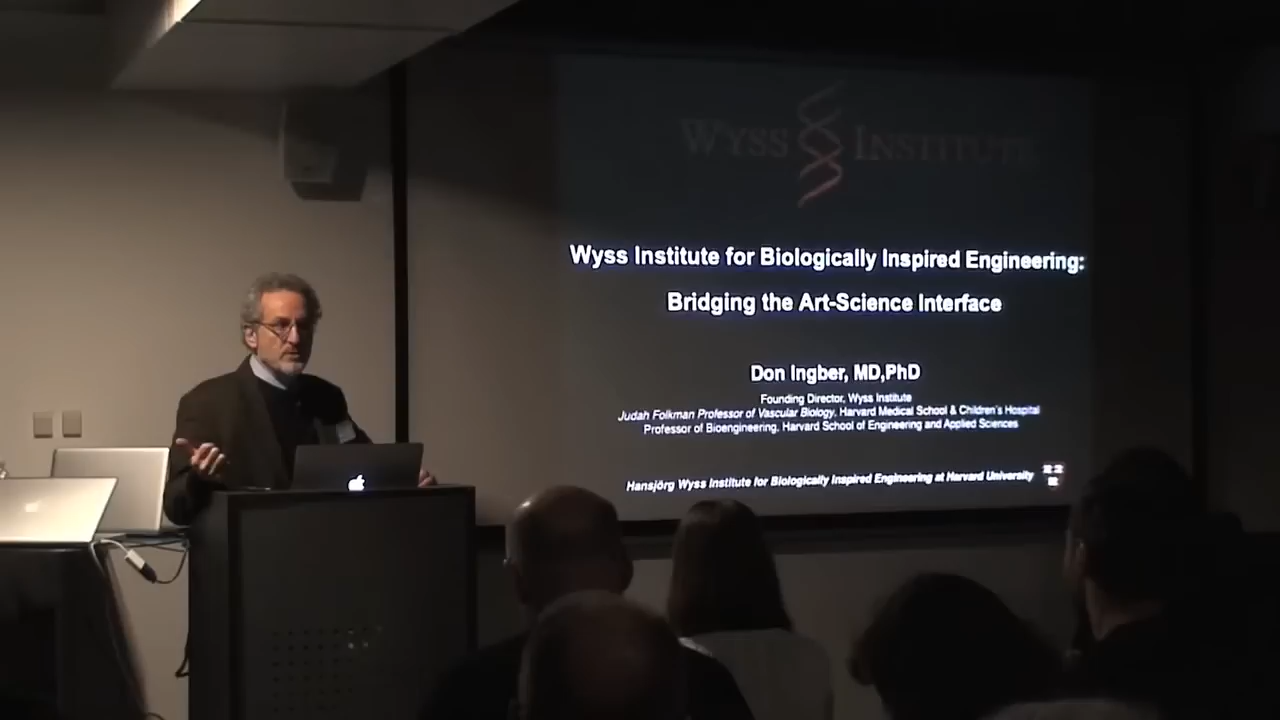 WYSS INSTITUTE
Wyss Institute for Biologically Inspired Engineering:
Bridging the Art-Science Interface
Don Ingber, MD,PhD
Founding Director, Wyss Institute
Judah Folkman Professor of Vascular Biology, Harvard Medical School & Children's Hospital
Professor of Bioengineering, Harvard School of Engineering and Applied Sciences
Hansjörg Wyss Institute for Biologically Inspired Engineering at Harvard University